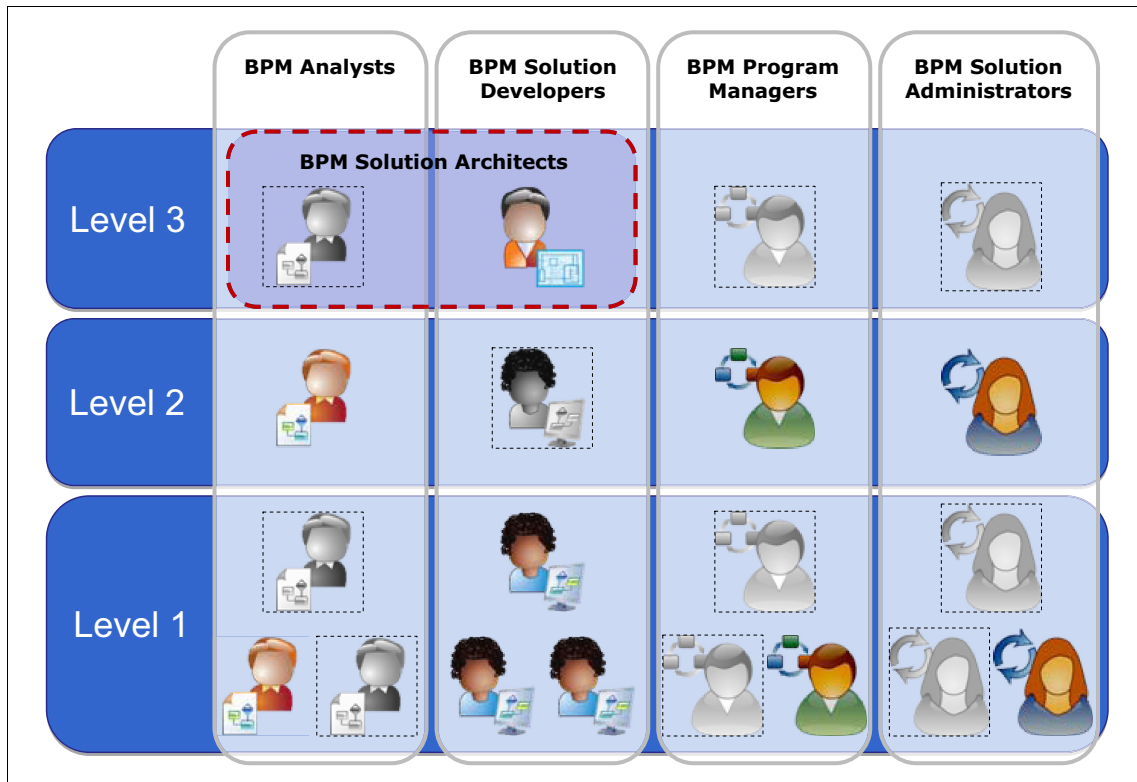 BPM Analysts
BPM Solution
Developers
BPM Program
Managers
BPM Solution
Administrators
BPM Solution Architects
Level 3
Level 2
Level 1